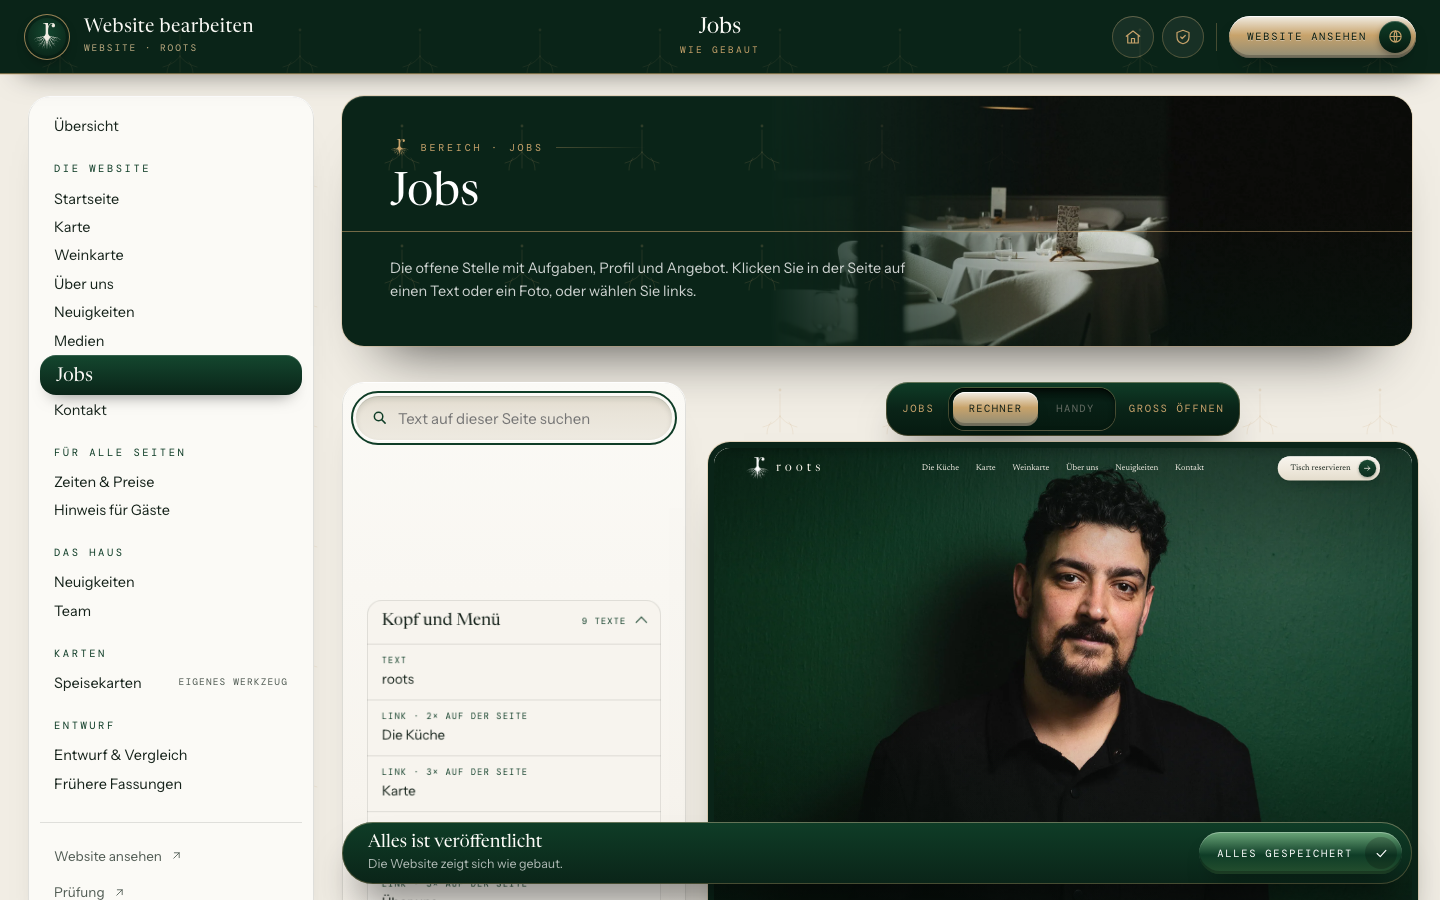 Website bearbeiten
WEBSITE · ROOTS
Jobs
WIE GEBAUT
WEBSITE ANSEHEN
Übersicht
DIE WEBSITE
Startseite
Karte
Weinkarte
Über uns
Neuigkeiten
Medien
Jobs
Kontakt
FÜR ALLE SEITEN
Zeiten & Preise
Hinweis für Gäste
DAS HAUS
Neuigkeiten
Team
KARTEN
Speisekarten EIGENES WERKZEUG
ENTWURF
Entwurf & Vergleich
Frühere Fassungen
Website ansehen
Prüfung
BEREICH · JOBS
Jobs
Die offene Stelle mit Aufgaben, Profil und Angebot. Klicken Sie in der Seite auf
einen Text oder ein Foto, oder wählen Sie links.
Text auf dieser Seite suchen
Kopf und Menü 9 TEXTE
TEXT
roots
LINK · 2× AUF DER SEITE
Die Küche
LINK · 3× AUF DER SEITE
Karte
JOBS RECHNER HANDY GROSS ÖFFNEN
roots Die Küche Karte Weinkarte Über uns Neuigkeiten Kontakt Tisch reservieren
Alles ist veröffentlicht
Die Website zeigt sich wie gebaut.
ALLES GESPEICHERT